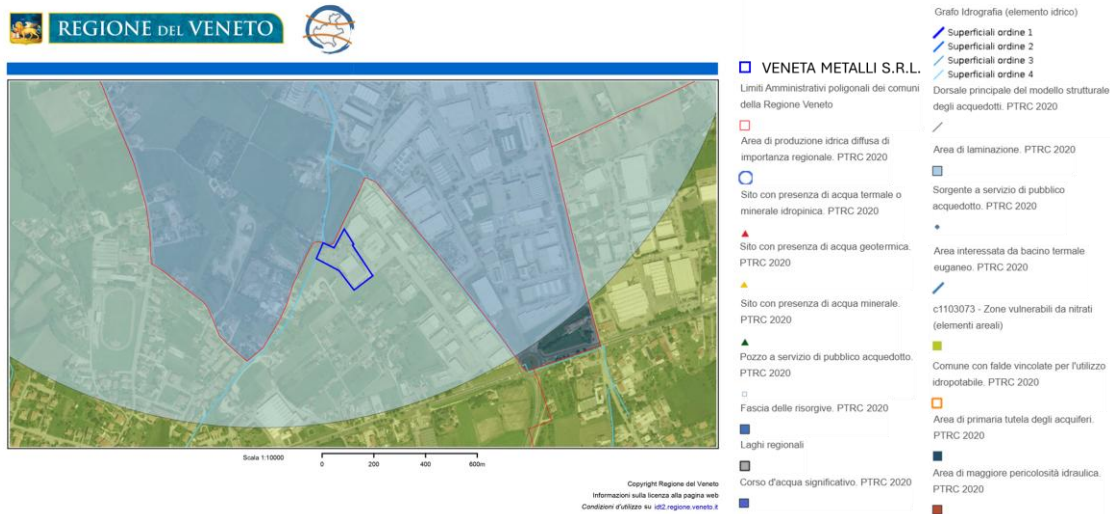 REGIONE DEL VENETO
VENETA METALLI S.R.L.
Limiti Amministrativi poligonali dei comuni
della Regione Veneto
Area di produzione idrica diffusa di
importanza regionale. PTRC 2020
Sito con presenza di acqua termale o
minerale idropinica. PTRC 2020
Sito con presenza di acqua geotermica.
PTRC 2020
Sito con presenza di acqua minerale.
PTRC 2020
Pozzo a servizio di pubblico acquedotto.
PTRC 2020
Fascia delle risorgive. PTRC 2020
Laghi regionali
Corso d'acqua significativo. PTRC 2020
Grafo Idrografia (elemento idrico)
Superficiali ordine 1
Superficiali ordine 2
Superficiali ordine 3
Superficiali ordine 4
Dorsale principale del modello strutturale
degli acquedotti. PTRC 2020
Area di laminazione. PTRC 2020
Sorgente a servizio di pubblico
acquedotto. PTRC 2020
Area interessata da bacino termale
euganeo. PTRC 2020
c1103073 - Zone vulnerabili da nitrati
(elementi areali)
Comune con falde vincolate per l'utilizzo
idropotabile. PTRC 2020
Area di primaria tutela degli acquiferi.
PTRC 2020
Area di maggiore pericolosità idraulica.
PTRC 2020
Scala 1:10000
0 200 400 600m
Copyright Regione del Veneto
Informazioni sulla licenza alla pagina web
Condizioni d'utilizzo su idt2.regione.veneto.it